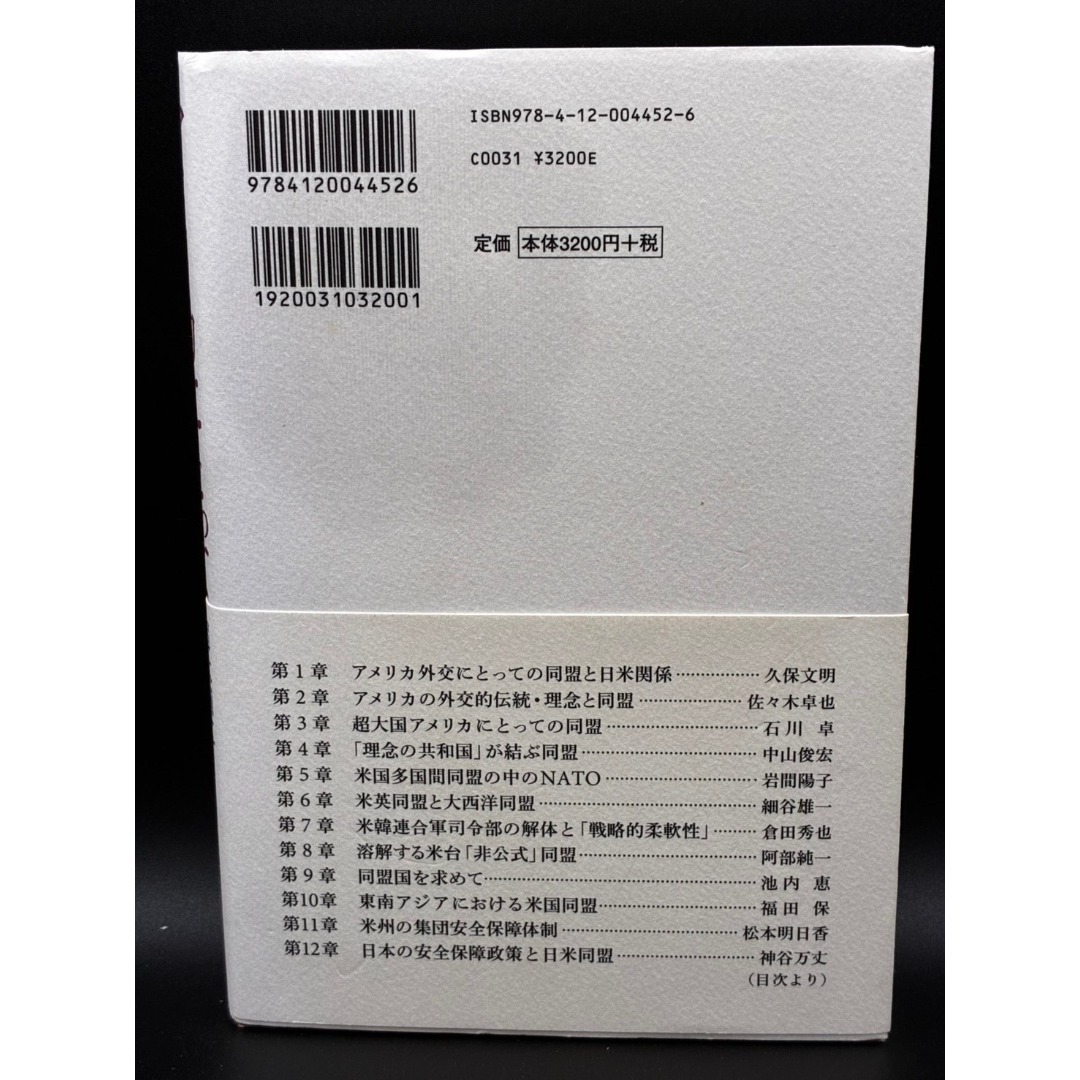 ISBN978-4-12-004452-6
C0031 ¥3200E
9784120044526
定価 本体3200円+税
1920031032001
第1章 アメリカ外交にとっての同盟と日米関係 ……………… 久保文明
第2章 アメリカの外交的伝統・理念と同盟 ……………… 佐々木卓也
第3章 超大国アメリカにとっての同盟 ……………… 石川 卓
第4章 「理念の共和国」が結ぶ同盟 ……………… 中山俊宏
第5章 米国多国間同盟の中のNATO ……………… 岩間陽子
第6章 米英同盟と大西洋同盟 ……………… 細谷雄一
第7章 米韓連合軍司令部の解体と「戦略的柔軟性」 ……… 倉田秀也
第8章 溶解する米台「非公式」同盟 ……………… 阿部純一
第9章 同盟国を求めて ……………… 池内 恵
第10章 東南アジアにおける米国同盟 ……………… 福田 保
第11章 米州の集団安全保障体制 ……………… 松本明日香
第12章 日本の安全保障政策と日米同盟 ……………… 神谷万丈
（目次より）